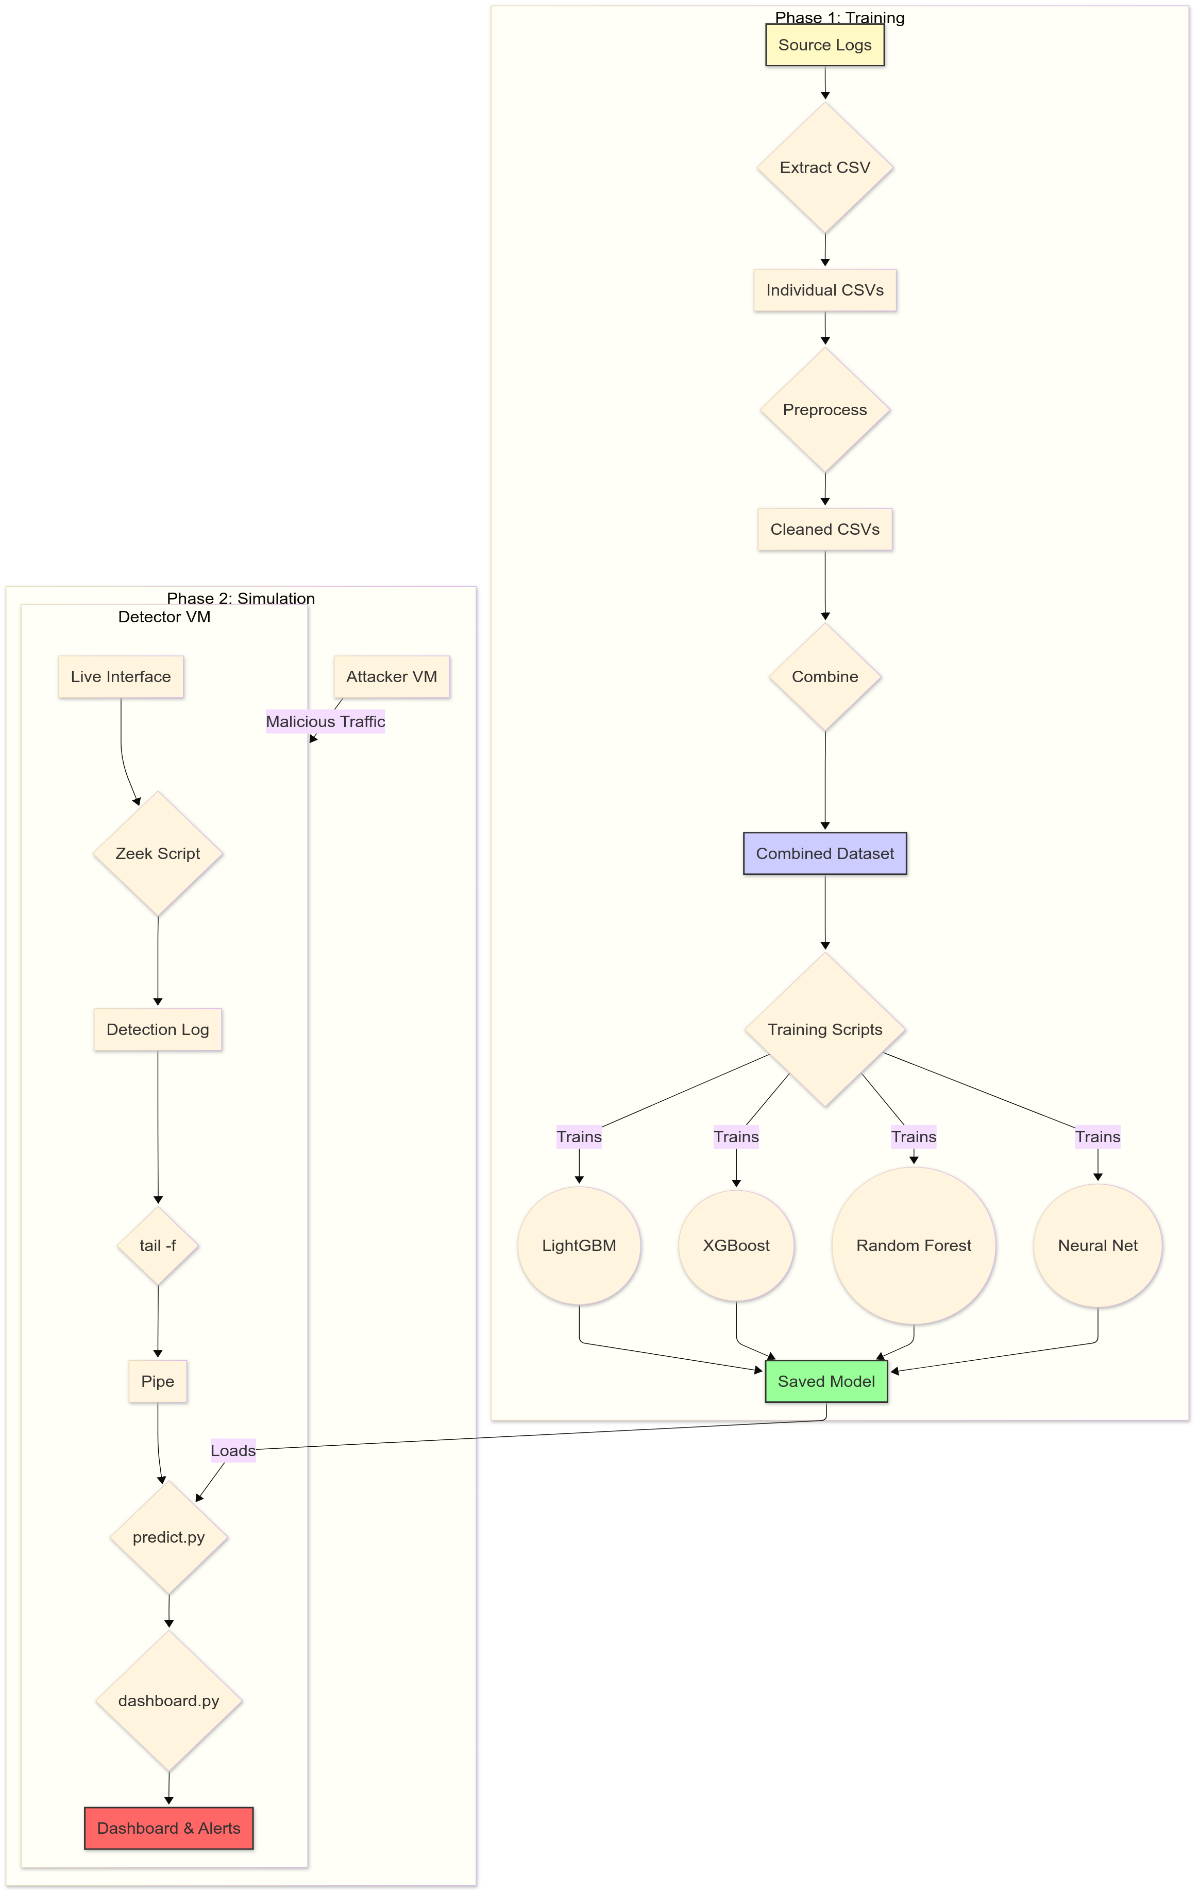 Phase 1: Training
Source Logs
Extract CSV
Individual CSVs
Preprocess
Cleaned CSVs
Combine
Combined Dataset
Training Scripts
Trains
Trains
Trains
Trains
LightGBM
XGBoost
Random Forest
Neural Net
Saved Model
Phase 2: Simulation
Detector VM
Live Interface
Attacker VM
Malicious Traffic
Zeek Script
Detection Log
tail -f
Pipe
Loads
predict.py
dashboard.py
Dashboard & Alerts